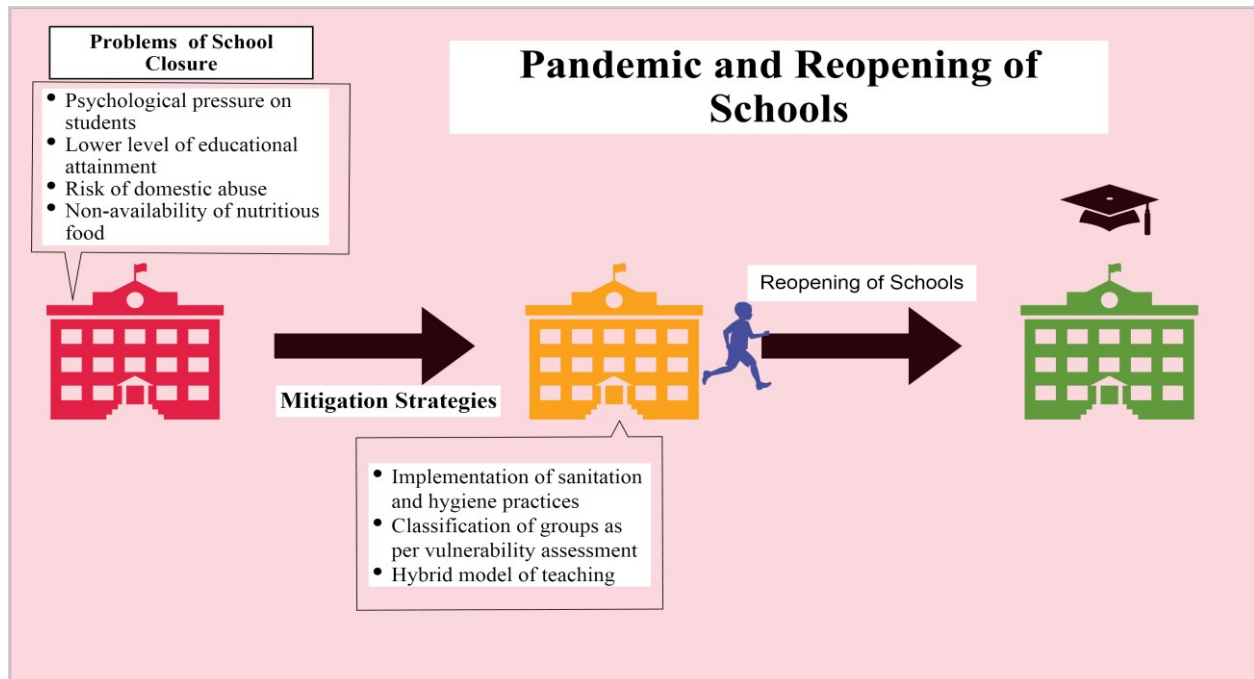 Problems of School
Closure
• Psychological pressure on
students
• Lower level of educational
attainment
• Risk of domestic abuse
• Non-availability of nutritious
food
Pandemic and Reopening of
Schools
Mitigation Strategies
• Implementation of sanitation
and hygiene practices
• Classification of groups as
per vulnerability assessment
• Hybrid model of teaching
Reopening of Schools